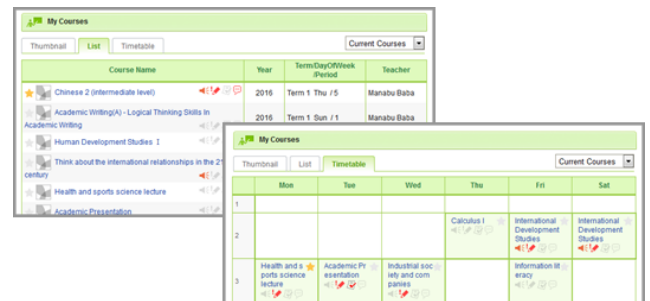 My Courses
Thumbnail List Timetable Current Courses
Course Name Year Term/DayOfWeek Teacher
/Period
Chinese 2 (intermediate level) 2016 Term 1 Thu / 5 Manabu Baba
Academic Writing(A) - Logical Thinking Skills In 2016 Term 1 Sun / 1 Manabu Baba
Academic Writing
Human Development Studies I
Think about the international relationships in the 21
century
Health and sports science lecture
Academic Presentation
My Courses
Thumbnail List Timetable Current Courses
Mon Tue Wed Thu Fri Sat
1
2
Calculus I
International
Development
Studies
International
Development
Studies
3
Health and s
ports science
lecture
Academic Pr
esentation
Industrial soc
iety and com
panies
Information lit
eracy